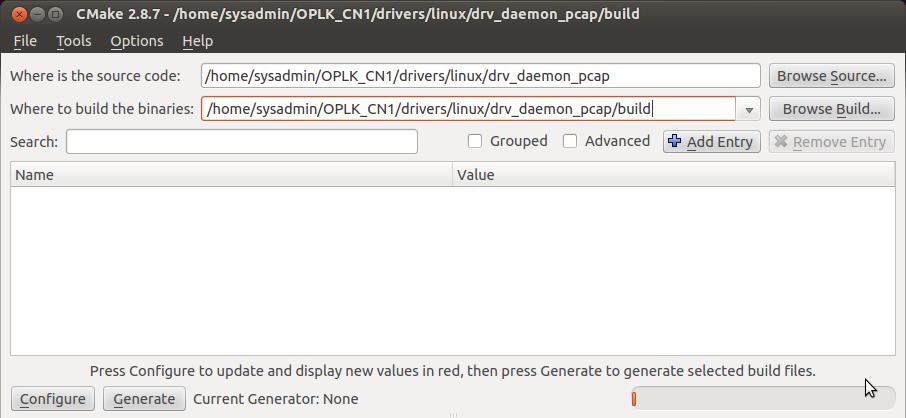 CMake 2.8.7 - /home/sysadmin/OPLK_CN1/drivers/linux/drv_daemon_pcap/build
File Tools Options Help
Where is the source code: /home/sysadmin/OPLK_CN1/drivers/linux/drv_daemon_pcap Browse Source...
Where to build the binaries: /home/sysadmin/OPLK_CN1/drivers/linux/drv_daemon_pcap/build Browse Build...
Search: Grouped Advanced Add Entry Remove Entry
Name Value
Press Configure to update and display new values in red, then press Generate to generate selected build files.
Configure Generate Current Generator: None